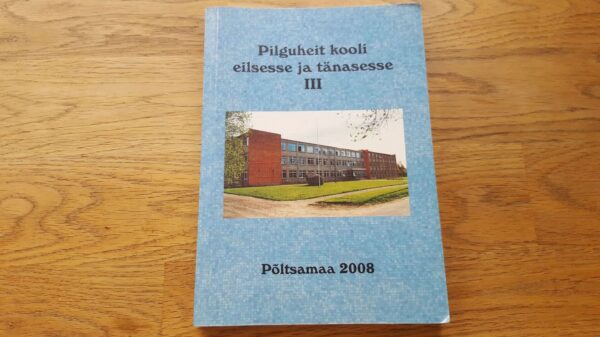 Pilguheit kooli
eilsesse ja tänasesse
III
Põltsamaa 2008